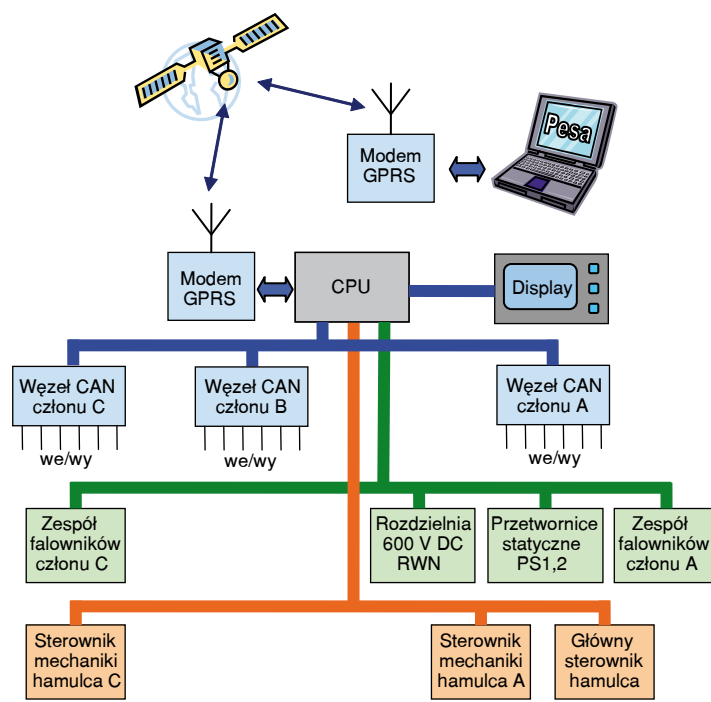 Pesa
Modem
GPRS
Modem
GPRS
CPU
Display
Węzeł CAN
członu C
Węzeł CAN
członu B
Węzeł CAN
członu A
we/wy
we/wy
we/wy
Zespół
falowników
członu C
Rozdzielnia
600 V DC
RWN
Przetwornice
statyczne
PS1,2
Zespół
falowników
członu A
Sterownik
mechaniki
hamulca C
Sterownik
mechaniki
hamulca A
Główny
sterownik
hamulca